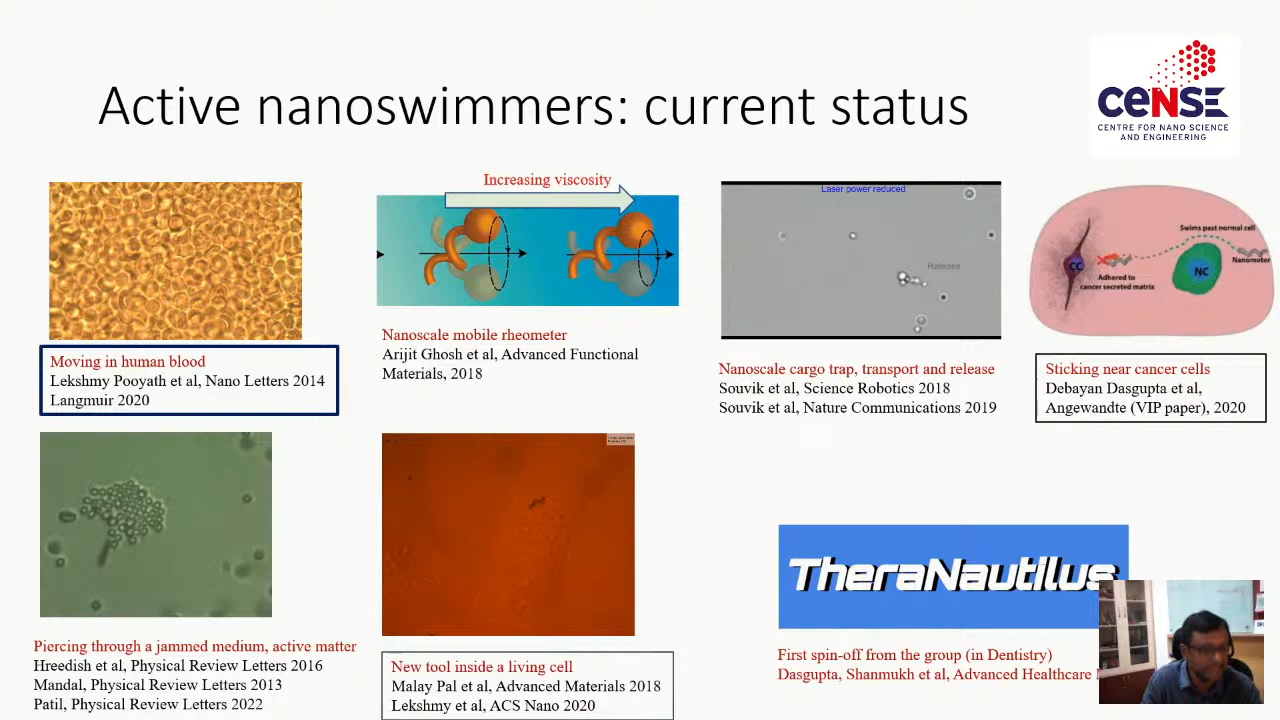 Active nanoswimmers: current status
CeNSE
CENTRE FOR NANO SCIENCE
AND ENGINEERING
Moving in human blood
Lekshmy Pooyath et al, Nano Letters 2014
Langmuir 2020
Increasing viscosity
Nanoscale mobile rheometer
Arijit Ghosh et al, Advanced Functional
Materials, 2018
Laser power reduced
Release
Nanoscale cargo trap, transport and release
Souvik et al, Science Robotics 2018
Souvik et al, Nature Communications 2019
Swims past normal cell
CC
NC
Nanomotor
Adhered to
cancer secreted matrix
Sticking near cancer cells
Debayan Dasgupta et al,
Angewandte (VIP paper), 2020
Piercing through a jammed medium, active matter
Hreedish et al, Physical Review Letters 2016
Mandal, Physical Review Letters 2013
Patil, Physical Review Letters 2022
New tool inside a living cell
Malay Pal et al, Advanced Materials 2018
Lekshmy et al, ACS Nano 2020
TheraNautilus
First spin-off from the group (in Dentistry)
Dasgupta, Shanmukh et al, Advanced Healthcare